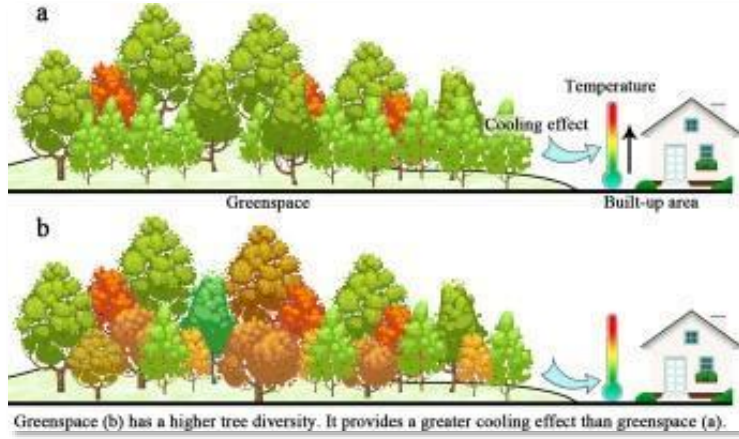 a
Temperature
Cooling effect
Greenspace
Built-up area
b
Greenspace (b) has a higher tree diversity. It provides a greater cooling effect than greenspace (a).